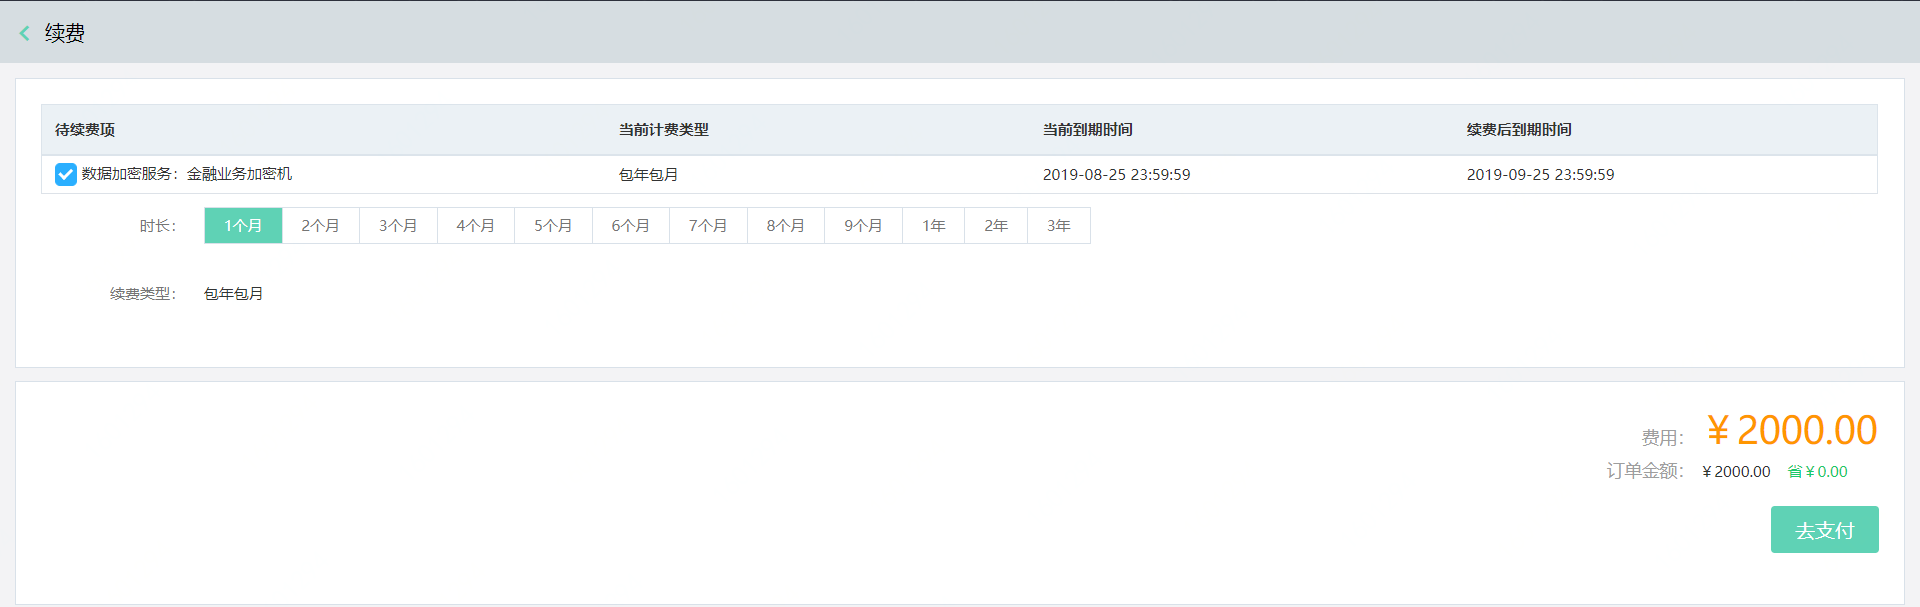 续费
待续费项 当前计费类型 当前到期时间 续费后到期时间
数据加密服务：金融业务加密机 包年包月 2019-08-25 23:59:59 2019-09-25 23:59:59
时长： 1个月 2个月 3个月 4个月 5个月 6个月 7个月 8个月 9个月 1年 2年 3年
续费类型： 包年包月
费用： ¥2000.00
订单金额： ¥2000.00 省¥0.00
去支付